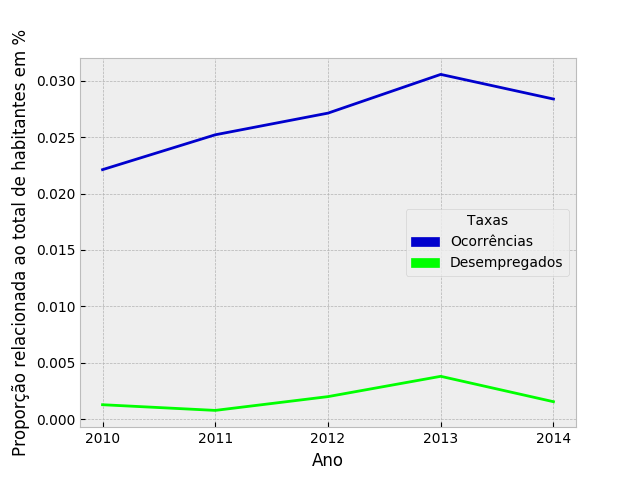 Proporção relacionada ao total de habitantes em %
0.030
0.025
0.020
0.015
0.010
0.005
0.000
Taxas
Ocorrências
Desempregados
2010 2011 2012 2013 2014
Ano